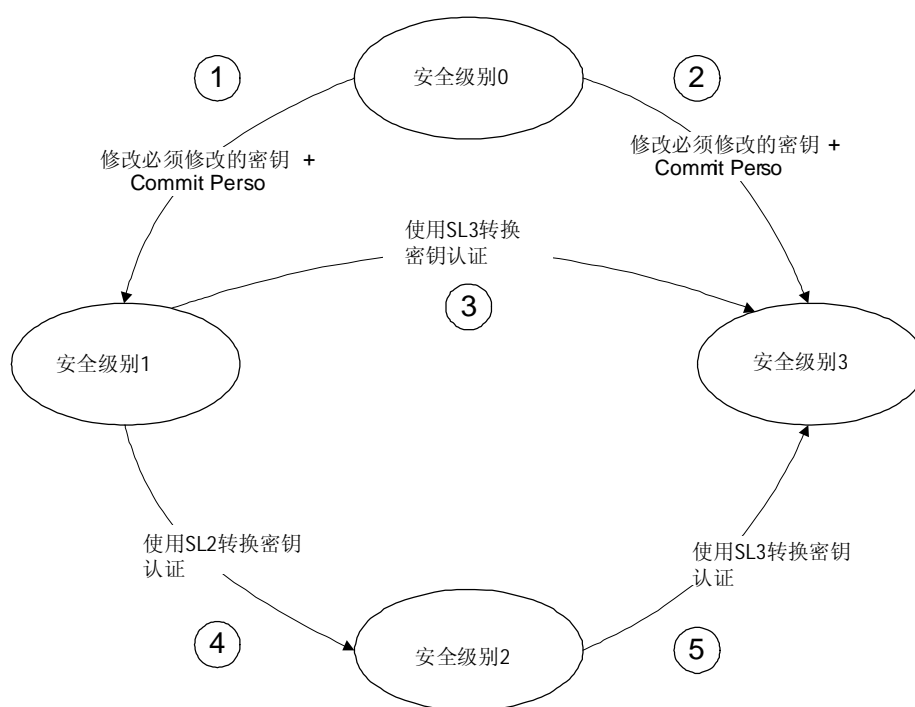 1
安全级别0
2
修改必须修改的密钥 +
Commit Perso
修改必须修改的密钥 +
Commit Perso
使用SL3转换
密钥认证
3
安全级别1
安全级别3
使用SL2转换密钥
认证
使用SL3转换密钥
认证
4
安全级别2
5